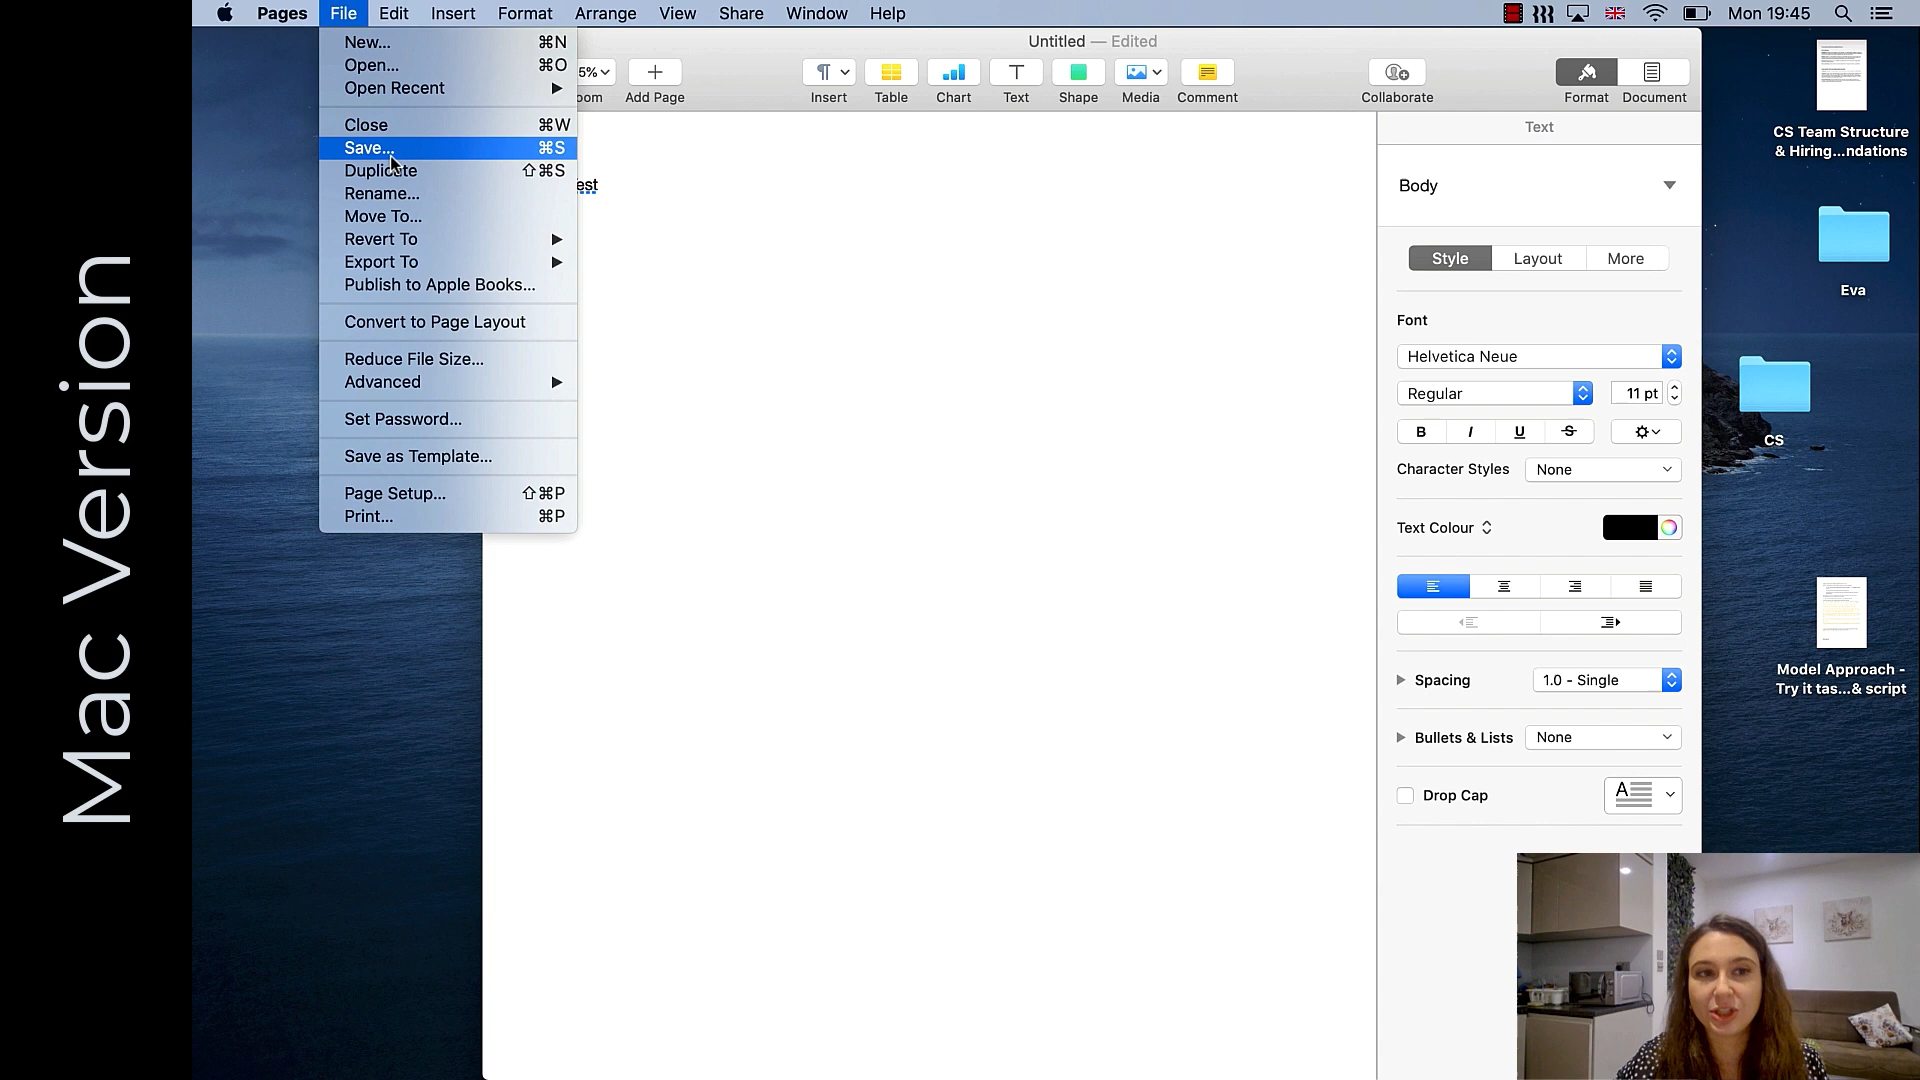 Mac Version
Pages File Edit Insert Format Arrange View Share Window Help
Mon 19:45
New... ⌘N
Open... ⌘O
Open Recent
Close ⌘W
Save... ⌘S
Duplicate ⇧⌘S
Rename...
Move To...
Revert To
Export To
Publish to Apple Books...
Convert to Page Layout
Reduce File Size...
Advanced
Set Password...
Save as Template...
Page Setup... ⇧⌘P
Print... ⌘P
Untitled — Edited
5%
oom Add Page Insert Table Chart Text Shape Media Comment Collaborate Format Document
est
Text
Body
Style Layout More
Font
Helvetica Neue
Regular 11 pt
B I U S
Character Styles None
Text Colour
Spacing 1.0 - Single
Bullets & Lists None
Drop Cap A
CS Team Structure
& Hiring...ndations
Eva
CS
Model Approach -
Try it tas...& script